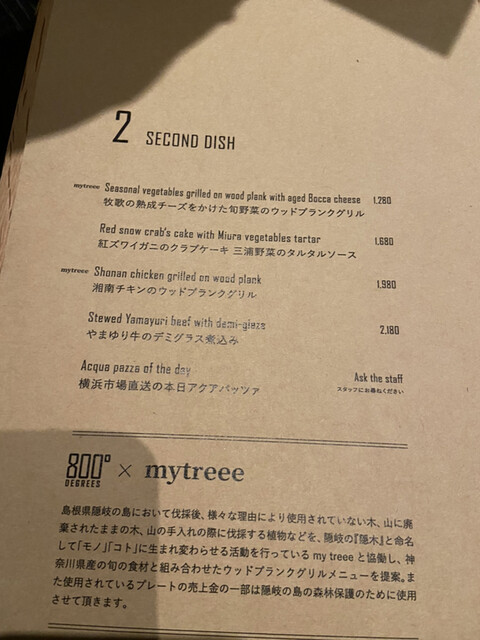 2 SECOND DISH
mytreee Seasonal vegetables grilled on wood plank with aged Bocca cheese 1,280
牧歌の熟成チーズをかけた旬野菜のウッドプランクグリル
Red snow crab's cake with Miura vegetables tartar 1,680
紅ズワイガニのクラブケーキ 三浦野菜のタルタルソース
mytreee Shonan chicken grilled on wood plank 1,980
湘南チキンのウッドプランクグリル
Stewed Yamayuri beef with demi-glaze 2,180
やまゆり牛のデミグラス煮込み
Acqua pazza of the day Ask the staff
横浜市場直送の本日アクアパッツァ スタッフにお尋ねください
800° DEGREES × mytreee
島根県隠岐の島において伐採後、様々な理由により使用されていない木、山に廃
棄されたままの木、山の手入れの際に伐採する植物などを、隠岐の『隠木』と命名
して「モノ」「コト」に生まれ変わらせる活動を行っている my treee と協働し、神
奈川県産の旬の食材と組み合わせたウッドプランクグリルメニューを提案。ま
た使用されているプレートの売上金の一部は隠岐の島の森林保護のために使用
させて頂きます。